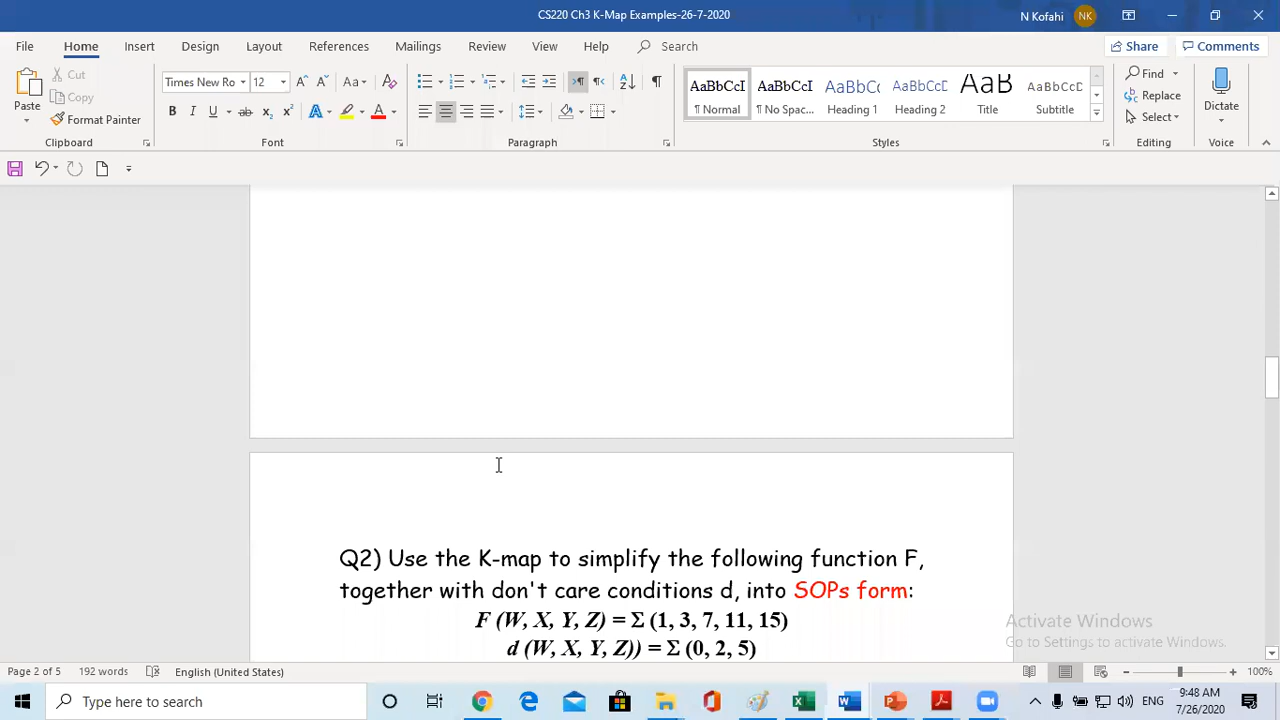 CS220 Ch3 K-Map Examples-26-7-2020
N Kofahi NK
File Home Insert Design Layout References Mailings Review View Help Search Share Comments
Paste Cut Copy Format Painter
Times New Ro 12 Aa
B I U ab x₂ x² A A
AaBbCcI AaBbCcI AaBbCc AaBbCcD AaB AaBbCcD
¶ Normal ¶ No Spac... Heading 1 Heading 2 Title Subtitle
Find Replace Select Dictate
Clipboard Font Paragraph Styles Editing Voice
Q2) Use the K-map to simplify the following function F,
together with don't care conditions d, into SOPs form:
F (W, X, Y, Z) = Σ (1, 3, 7, 11, 15)
d (W, X, Y, Z)) = Σ (0, 2, 5)
Activate Windows
Go to Settings to activate Windows.
Page 2 of 5 192 words English (United States) 100%
Type here to search ENG 9:48 AM
7/26/2020